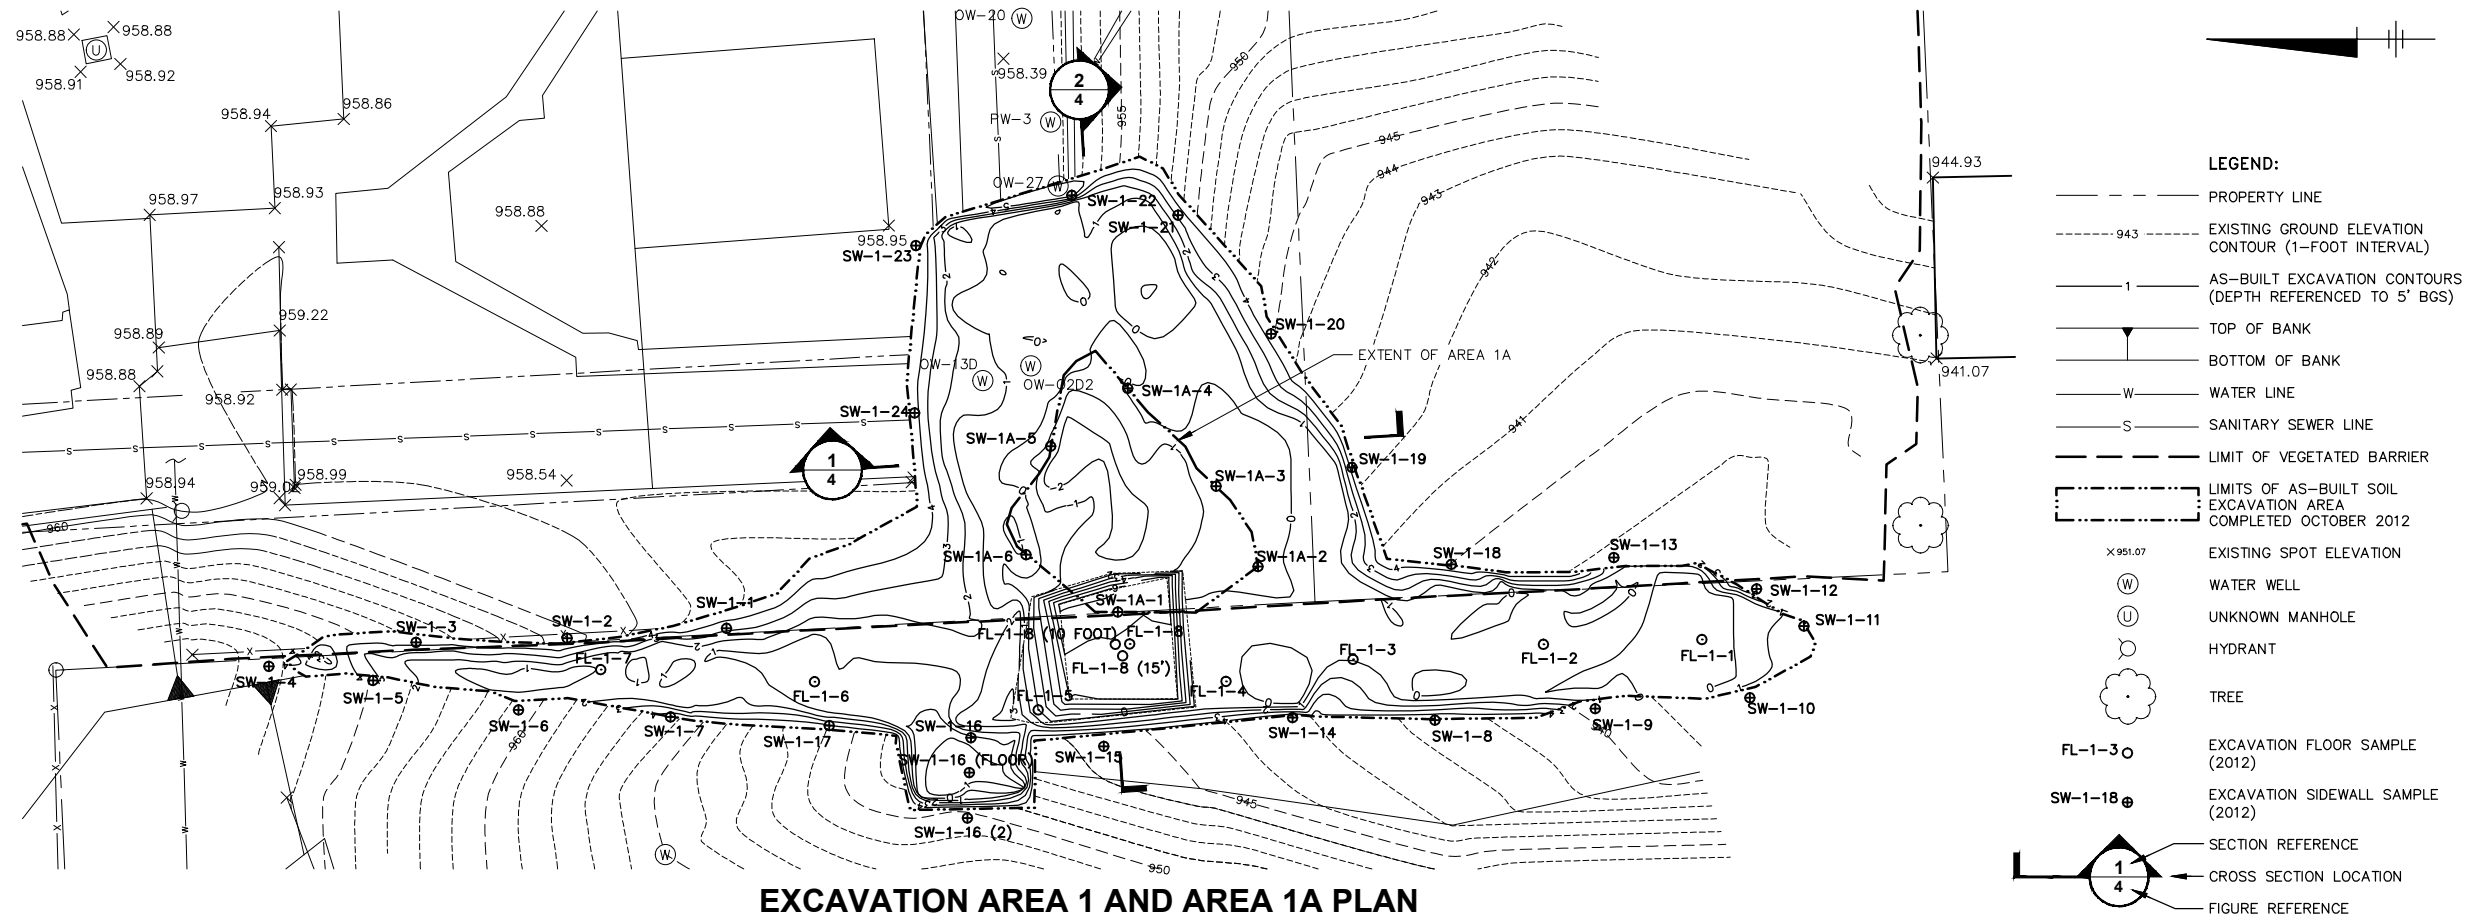 958.88
958.88
U
958.91
958.92
958.94
958.86
958.97
958.93
958.88
958.95
959.22
958.89
958.88
958.92
958.94
958.99
958.54
960
OW-20 W
958.39
2
4
PW-3 W
955
950
OW-27 W
SW-1-22
SW-1-21
SW-1-23
945
944
943
942
941
944.93
941.07
SW-1-20
EXTENT OF AREA 1A
OW-13D
W
W
OW-02D2
SW-1A-4
SW-1-24
SW-1A-5
SW-1-19
1
4
SW-1A-3
SW-1A-6
SW-1A-2
SW-1-18
SW-1-13
SW-1-12
SW-1-11
SW-1-1
SW-1-2
SW-1-3
SW-1A-1
FL-1-8 (10 FOOT)
FL-1-8
FL-1-8 (15')
SW-1-4
SW-1-5
FL-1-7
FL-1-6
FL-1-5
FL-1-4
FL-1-3
FL-1-2
FL-1-1
SW-1-6
960
SW-1-7
SW-1-17
SW-1-16
SW-1-16 (FLOOR)
SW-1-15
SW-1-14
SW-1-8
SW-1-9
SW-1-10
SW-1-16 (2)
945
W
950
EXCAVATION AREA 1 AND AREA 1A PLAN
LEGEND:
PROPERTY LINE
943 EXISTING GROUND ELEVATION
CONTOUR (1-FOOT INTERVAL)
1 AS-BUILT EXCAVATION CONTOURS
(DEPTH REFERENCED TO 5' BGS)
TOP OF BANK
BOTTOM OF BANK
W WATER LINE
S SANITARY SEWER LINE
LIMIT OF VEGETATED BARRIER
LIMITS OF AS-BUILT SOIL
EXCAVATION AREA
COMPLETED OCTOBER 2012
951.07 EXISTING SPOT ELEVATION
W WATER WELL
U UNKNOWN MANHOLE
HYDRANT
TREE
FL-1-3 EXCAVATION FLOOR SAMPLE
(2012)
SW-1-18 EXCAVATION SIDEWALL SAMPLE
(2012)
SECTION REFERENCE
1
CROSS SECTION LOCATION
4
FIGURE REFERENCE